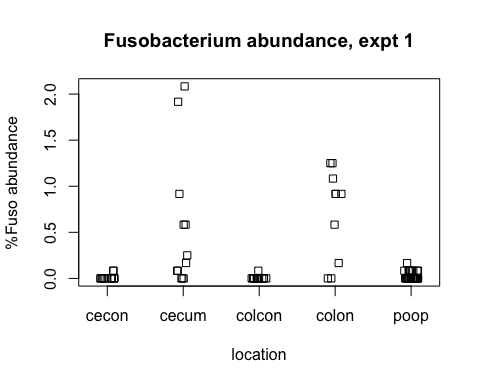 Fusobacterium abundance, expt 1
%Fuso abundance
2.0
1.5
1.0
0.5
0.0
cecon cecum colcon colon poop
location